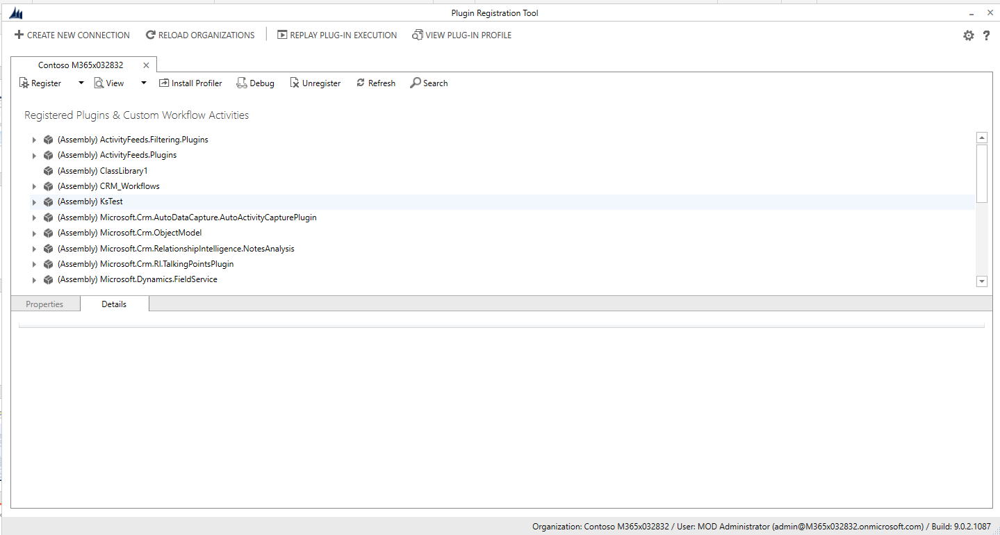 Plugin Registration Tool
CREATE NEW CONNECTION RELOAD ORGANIZATIONS REPLAY PLUG-IN EXECUTION VIEW PLUG-IN PROFILE
Contoso M365x032832
Register View Install Profiler Debug Unregister Refresh Search
Registered Plugins & Custom Workflow Activities
(Assembly) ActivityFeeds.Filtering.Plugins
(Assembly) ActivityFeeds.Plugins
(Assembly) ClassLibrary1
(Assembly) CRM_Workflows
(Assembly) KsTest
(Assembly) Microsoft.Crm.AutoDataCapture.AutoActivityCapturePlugin
(Assembly) Microsoft.Crm.ObjectModel
(Assembly) Microsoft.Crm.RelationshipIntelligence.NotesAnalysis
(Assembly) Microsoft.Crm.RI.TalkingPointsPlugin
(Assembly) Microsoft.Dynamics.FieldService
Properties Details
Organization: Contoso M365x032832 / User: MOD Administrator (admin@M365x032832.onmicrosoft.com) / Build: 9.0.2.1087